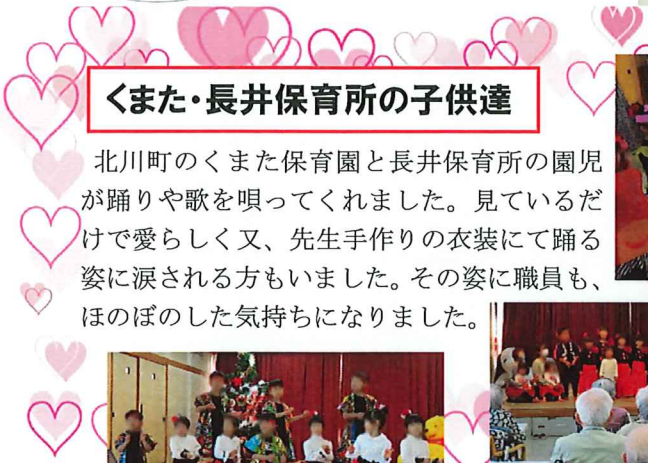 くまた・長井保育所の子供達
北川町のくまた保育園と長井保育所の園児
が踊りや歌を唄ってくれました。見ているだ
けで愛らしく又、先生手作りの衣装にて踊る
姿に涙される方もいました。その姿に職員も、
ほのぼのした気持ちになりました。